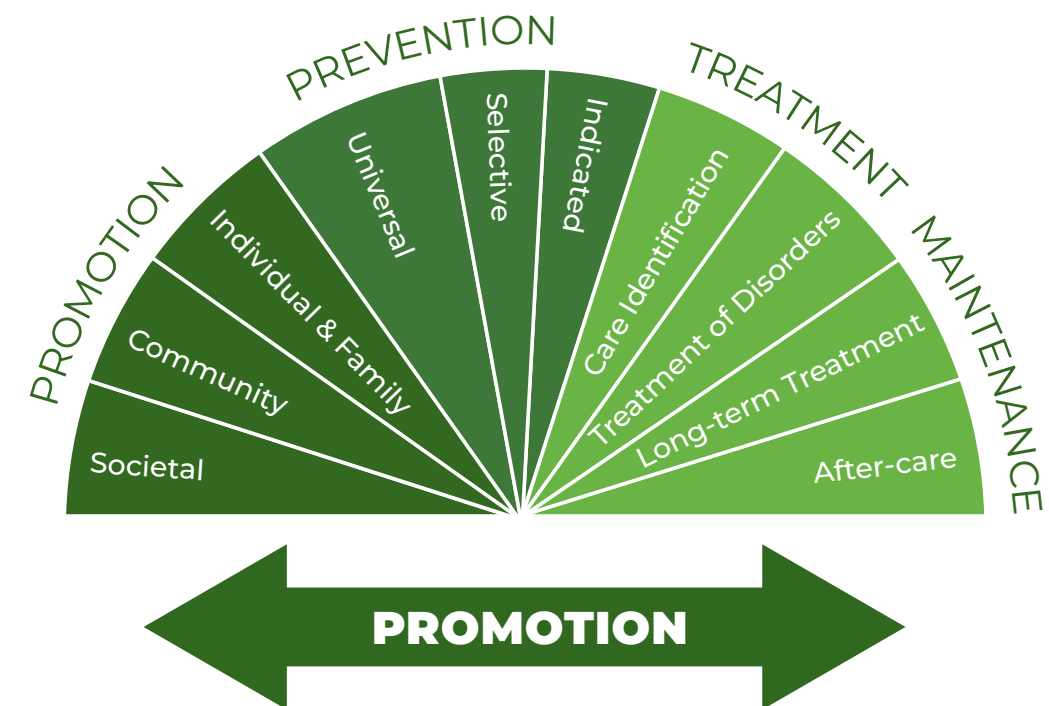 PROMOTION
PREVENTION
TREATMENT
MAINTENANCE
Societal
Community
Individual & Family
Universal
Selective
Indicated
Care Identification
Treatment of Disorders
Long-term Treatment
After-care
PROMOTION